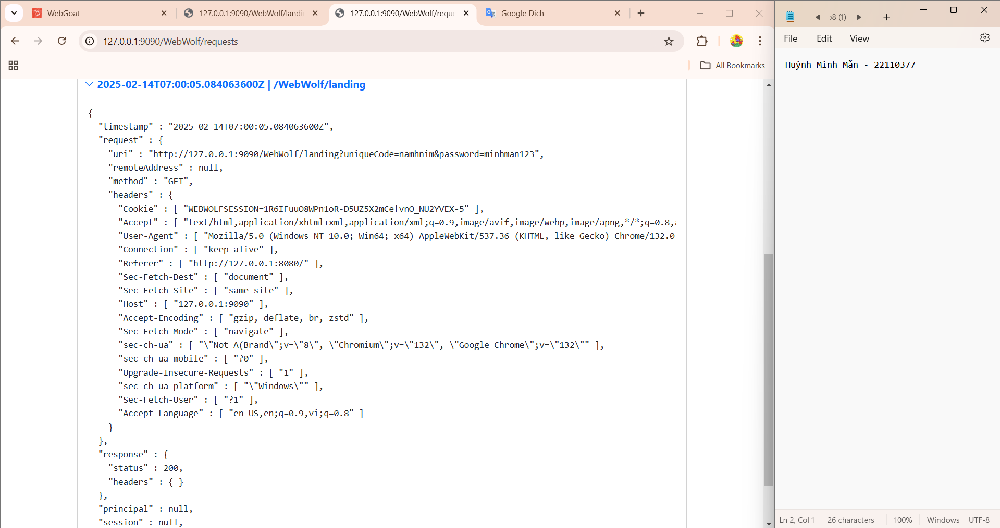 WebGoat
127.0.0.1:9090/WebWolf/landi
127.0.0.1:9090/WebWolf/reque
Google Dịch
127.0.0.1:9090/WebWolf/requests
All Bookmarks
2025-02-14T07:00:05.084063600Z | /WebWolf/landing
{
"timestamp" : "2025-02-14T07:00:05.084063600Z",
"request" : {
"uri" : "http://127.0.0.1:9090/WebWolf/landing?uniqueCode=namhnim&password=minhman123",
"remoteAddress" : null,
"method" : "GET",
"headers" : {
"Cookie" : [ "WEBWOLFSESSION=1R6IFuuO8WPn1oR-D5UZ5X2mCefvnO_NU2YVEX-5" ],
"Accept" : [ "text/html,application/xhtml+xml,application/xml;q=0.9,image/avif,image/webp,image/apng,*/*;q=0.8,
"User-Agent" : [ "Mozilla/5.0 (Windows NT 10.0; Win64; x64) AppleWebKit/537.36 (KHTML, like Gecko) Chrome/132.0
"Connection" : [ "keep-alive" ],
"Referer" : [ "http://127.0.0.1:8080/" ],
"Sec-Fetch-Dest" : [ "document" ],
"Sec-Fetch-Site" : [ "same-site" ],
"Host" : [ "127.0.0.1:9090" ],
"Accept-Encoding" : [ "gzip, deflate, br, zstd" ],
"Sec-Fetch-Mode" : [ "navigate" ],
"sec-ch-ua" : [ "\"Not A(Brand\";v=\"8\", \"Chromium\";v=\"132\", \"Google Chrome\";v=\"132\"" ],
"sec-ch-ua-mobile" : [ "?0" ],
"Upgrade-Insecure-Requests" : [ "1" ],
"sec-ch-ua-platform" : [ "\"Windows\"" ],
"Sec-Fetch-User" : [ "?1" ],
"Accept-Language" : [ "en-US,en;q=0.9,vi;q=0.8" ]
}
},
"response" : {
"status" : 200,
"headers" : { }
},
"principal" : null,
"session" : null,
8 (1)
File Edit View
Huỳnh Minh Mẫn - 22110377
Ln 2, Col 1 26 characters 100% Windows UTF-8